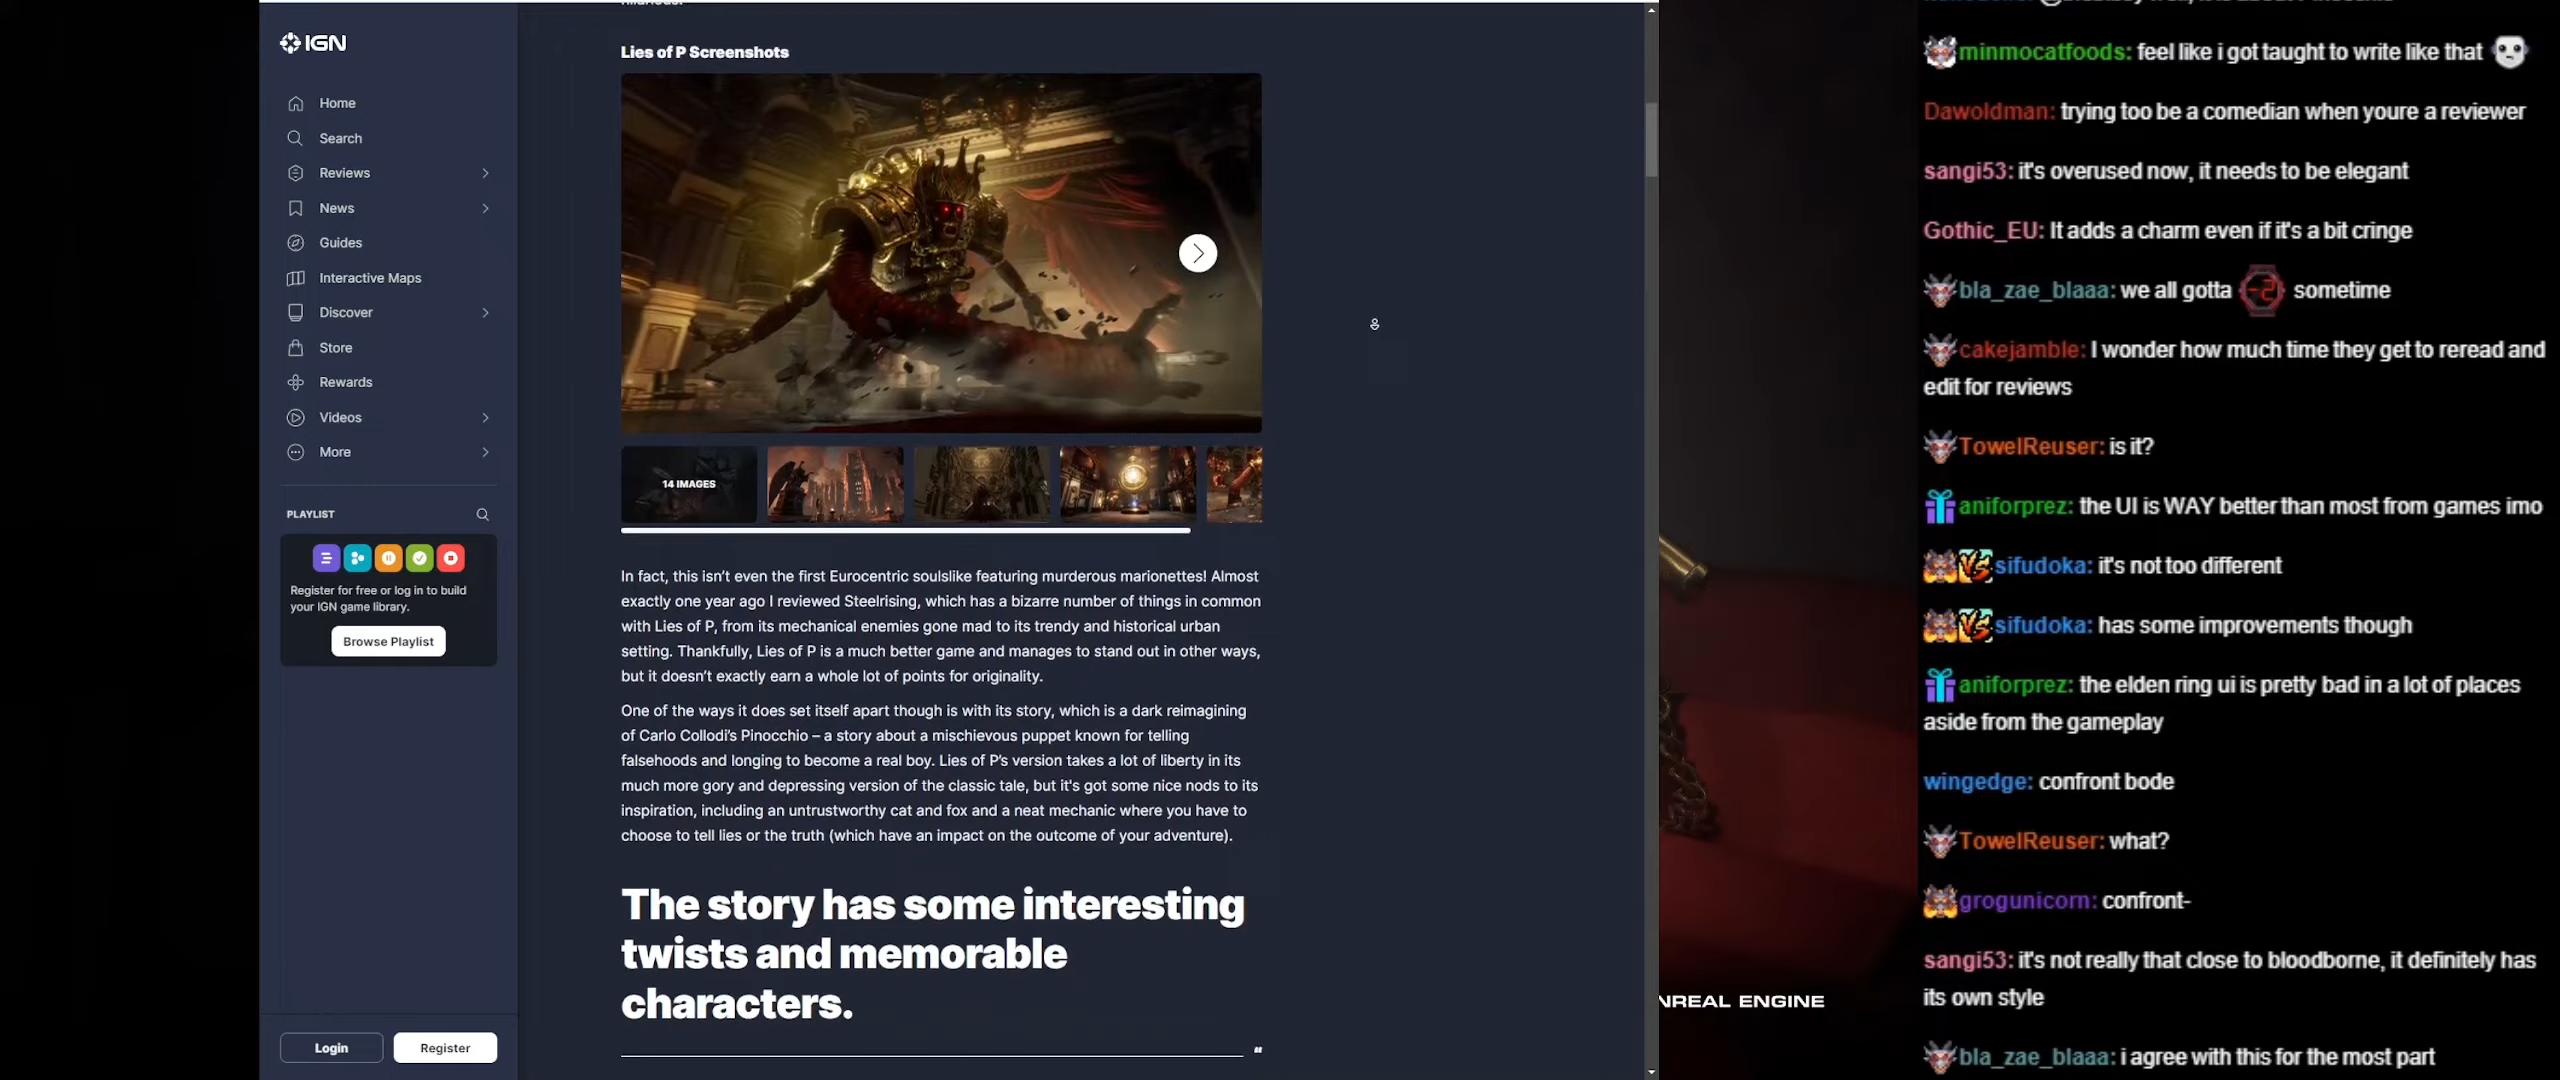 IGN
Home
Search
Reviews
News
Guides
Interactive Maps
Discover
Store
Rewards
Videos
More
PLAYLIST
Register for free or log in to build
your IGN game library.
Browse Playlist
Login
Register
Lies of P Screenshots
14 IMAGES
In fact, this isn’t even the first Eurocentric soulslike featuring murderous marionettes! Almost
exactly one year ago I reviewed Steelrising, which has a bizarre number of things in common
with Lies of P, from its mechanical enemies gone mad to its trendy and historical urban
setting. Thankfully, Lies of P is a much better game and manages to stand out in other ways,
but it doesn’t exactly earn a whole lot of points for originality.
One of the ways it does set itself apart though is with its story, which is a dark reimagining
of Carlo Collodi’s Pinocchio – a story about a mischievous puppet known for telling
falsehoods and longing to become a real boy. Lies of P’s version takes a lot of liberty in its
much more gory and depressing version of the classic tale, but it's got some nice nods to its
inspiration, including an untrustworthy cat and fox and a neat mechanic where you have to
choose to tell lies or the truth (which have an impact on the outcome of your adventure).
The story has some interesting
twists and memorable
characters.
“
NREAL ENGINE
minmocatfoods: feel like i got taught to write like that
Dawoldman: trying too be a comedian when youre a reviewer
sangi53: it's overused now, it needs to be elegant
Gothic_EU: It adds a charm even if it's a bit cringe
bla_zae_blaaa: we all gotta -2 sometime
cakejamble: I wonder how much time they get to reread and
edit for reviews
TowelReuser: is it?
aniforprez: the UI is WAY better than most from games imo
sifudoka: it's not too different
sifudoka: has some improvements though
aniforprez: the elden ring ui is pretty bad in a lot of places
aside from the gameplay
wingedge: confront bode
TowelReuser: what?
grogunicorn: confront-
sangi53: it's not really that close to bloodborne, it definitely has
its own style
bla_zae_blaaa: i agree with this for the most part